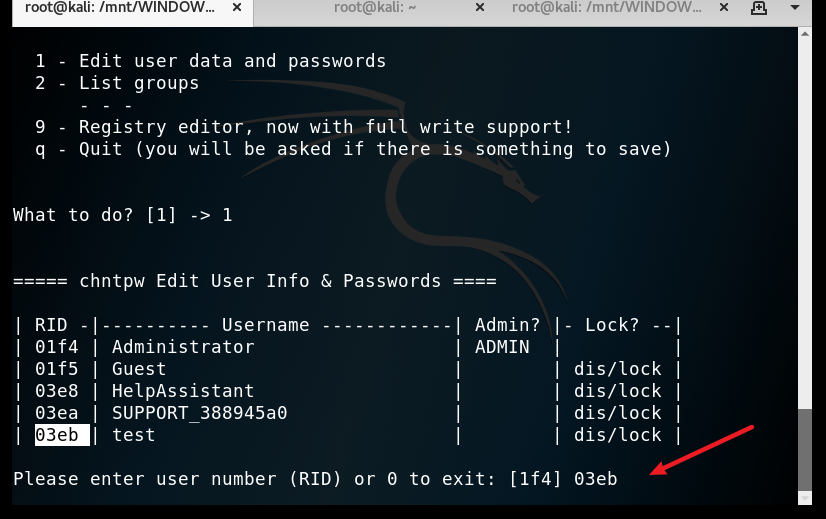 root@kali: /mnt/WINDOW... × root@kali: ~ × root@kali: /mnt/WINDOW... ×
1 - Edit user data and passwords
2 - List groups
- - -
9 - Registry editor, now with full write support!
q - Quit (you will be asked if there is something to save)
What to do? [1] -> 1
===== chntpw Edit User Info & Passwords ====
| RID -|---------- Username ------------| Admin? |- Lock? --|
| 01f4 | Administrator | ADMIN | |
| 01f5 | Guest | | dis/lock |
| 03e8 | HelpAssistant | | dis/lock |
| 03ea | SUPPORT_388945a0 | | dis/lock |
| 03eb | test | | dis/lock |
Please enter user number (RID) or 0 to exit: [1f4] 03eb